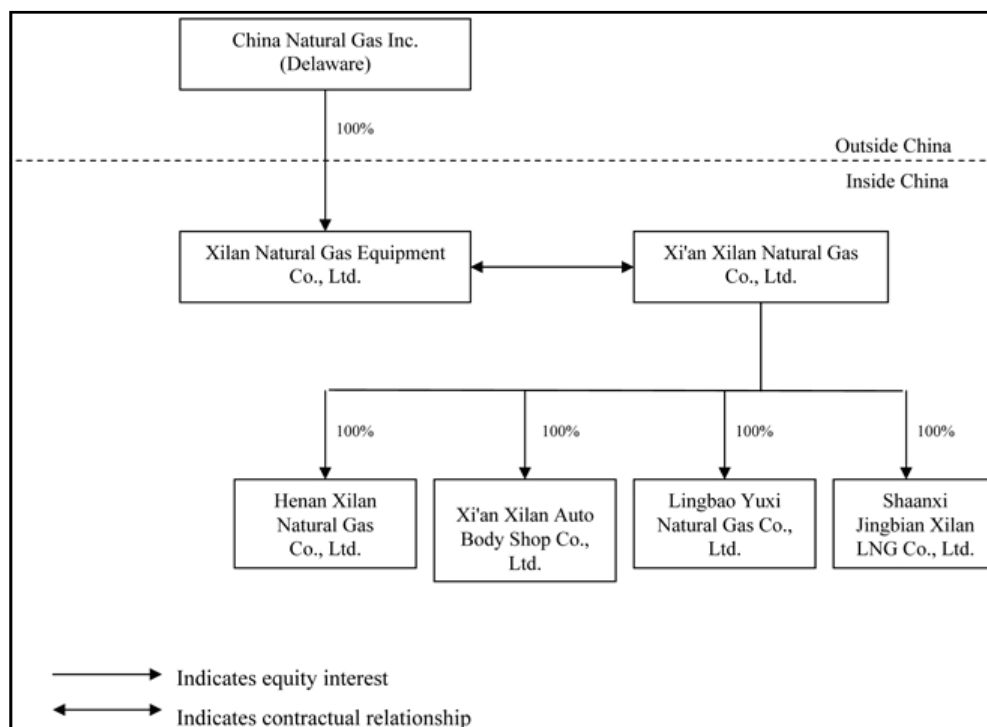 China Natural Gas Inc.
(Delaware)
100%
Outside China
Inside China
Xilan Natural Gas Equipment
Co., Ltd.
Xi'an Xilan Natural Gas
Co., Ltd.
100%
100%
100%
100%
Henan Xilan
Natural Gas
Co., Ltd.
Xi'an Xilan Auto
Body Shop Co.,
Ltd.
Lingbao Yuxi
Natural Gas Co.,
Ltd.
Shaanxi
Jingbian Xilan
LNG Co., Ltd.
Indicates equity interest
Indicates contractual relationship